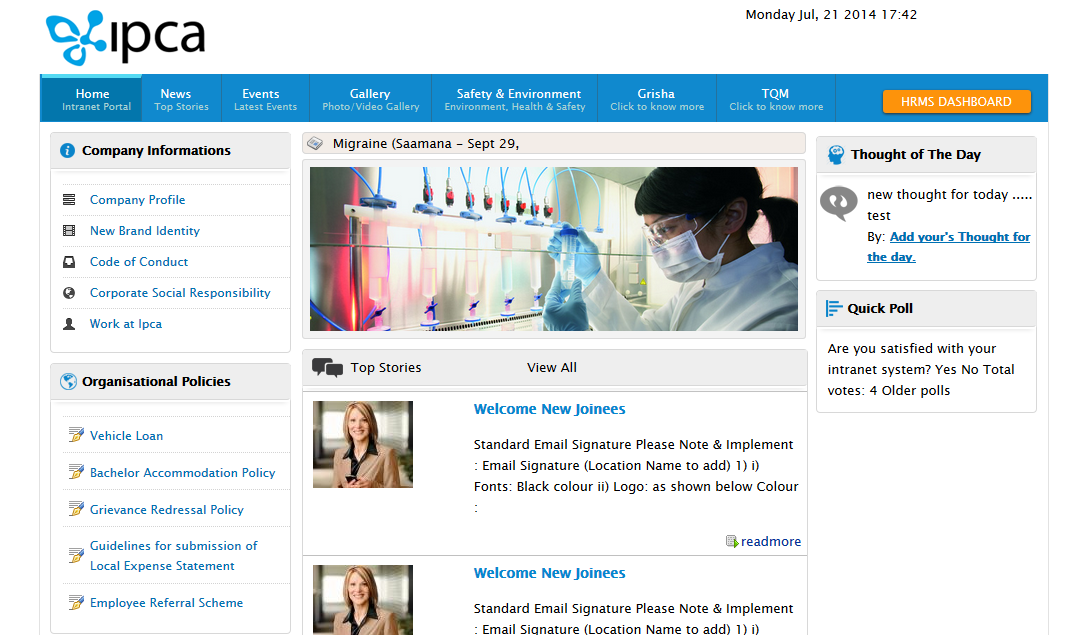 ipca
Monday Jul, 21 2014 17:42
Home
Intranet Portal
News
Top Stories
Events
Latest Events
Gallery
Photo/Video Gallery
Safety & Environment
Environment, Health & Safety
Grisha
Click to know more
TQM
Click to know more
HRMS DASHBOARD
Company Informations
Company Profile
New Brand Identity
Code of Conduct
Corporate Social Responsibility
Work at Ipca
Organisational Policies
Vehicle Loan
Bachelor Accommodation Policy
Grievance Redressal Policy
Guidelines for submission of
Local Expense Statement
Employee Referral Scheme
Migraine (Saamana – Sept 29,
Top Stories
View All
Welcome New Joinees
Standard Email Signature Please Note & Implement
: Email Signature (Location Name to add) 1) i)
Fonts: Black colour ii) Logo: as shown below Colour
:
readmore
Welcome New Joinees
Standard Email Signature Please Note & Implement
: Email Signature (Location Name to add) 1) i)
Thought of The Day
new thought for today .....
test
By: Add your's Thought for
the day.
Quick Poll
Are you satisfied with your
intranet system? Yes No Total
votes: 4 Older polls